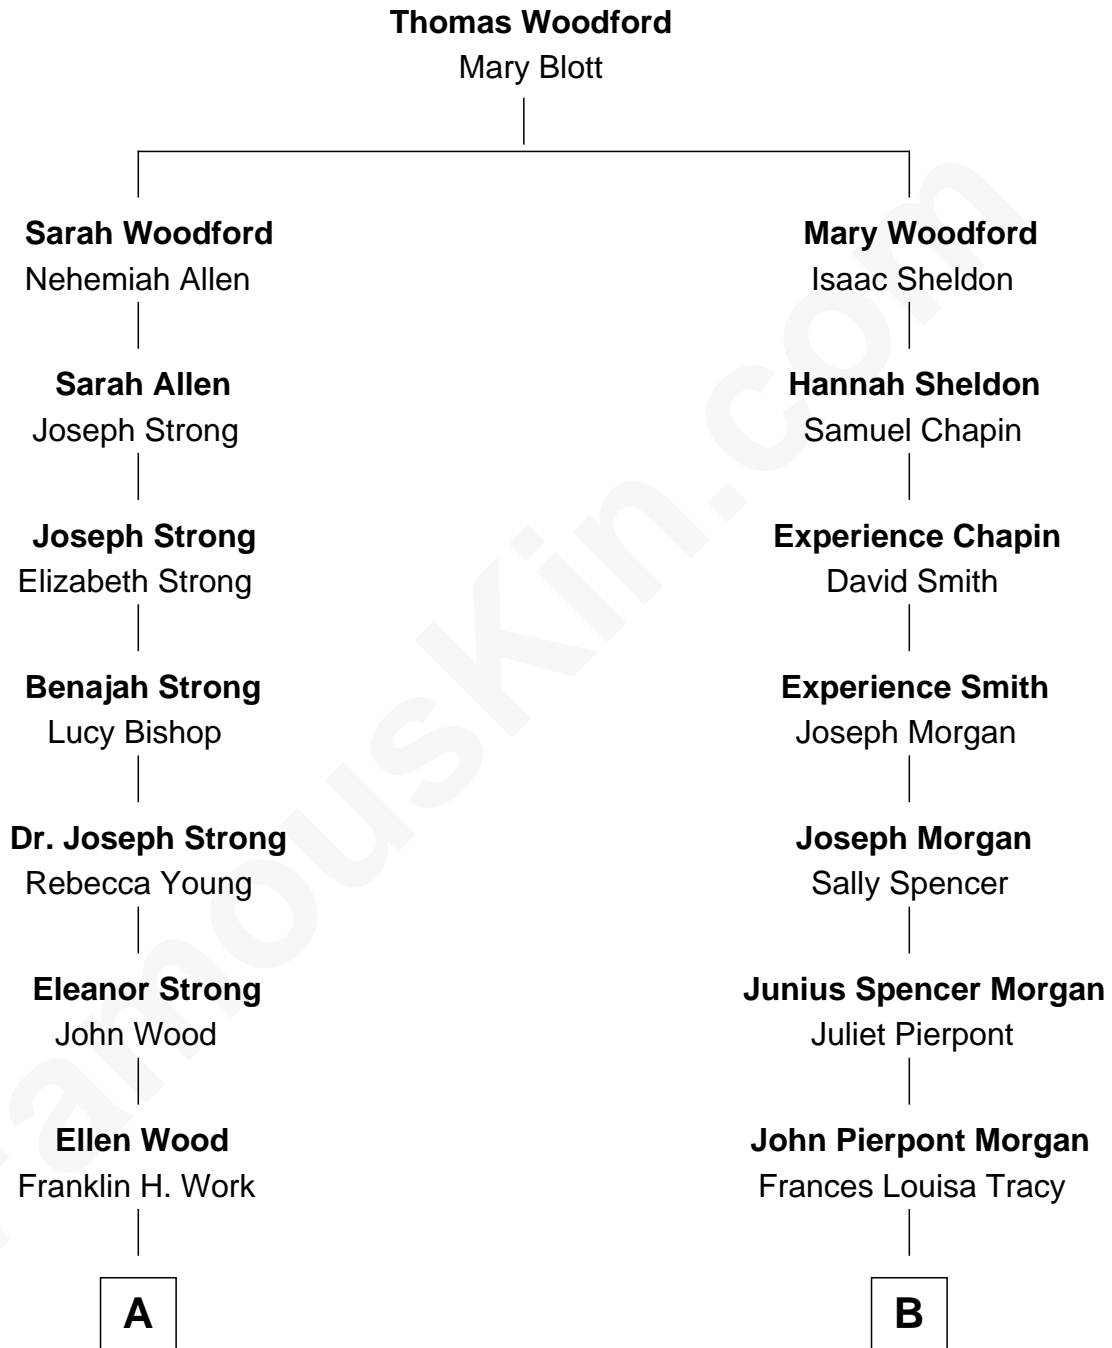 Thomas Woodford
Mary Blott
Sarah Woodford
Nehemiah Allen
Mary Woodford
Isaac Sheldon
Sarah Allen
Joseph Strong
Hannah Sheldon
Samuel Chapin
Joseph Strong
Elizabeth Strong
Experience Chapin
David Smith
Benajah Strong
Lucy Bishop
Experience Smith
Joseph Morgan
Dr. Joseph Strong
Rebecca Young
Joseph Morgan
Sally Spencer
Eleanor Strong
John Wood
Junius Spencer Morgan
Juliet Pierpont
Ellen Wood
Franklin H. Work
John Pierpont Morgan
Frances Louisa Tracy
A
B
FamousKin.com